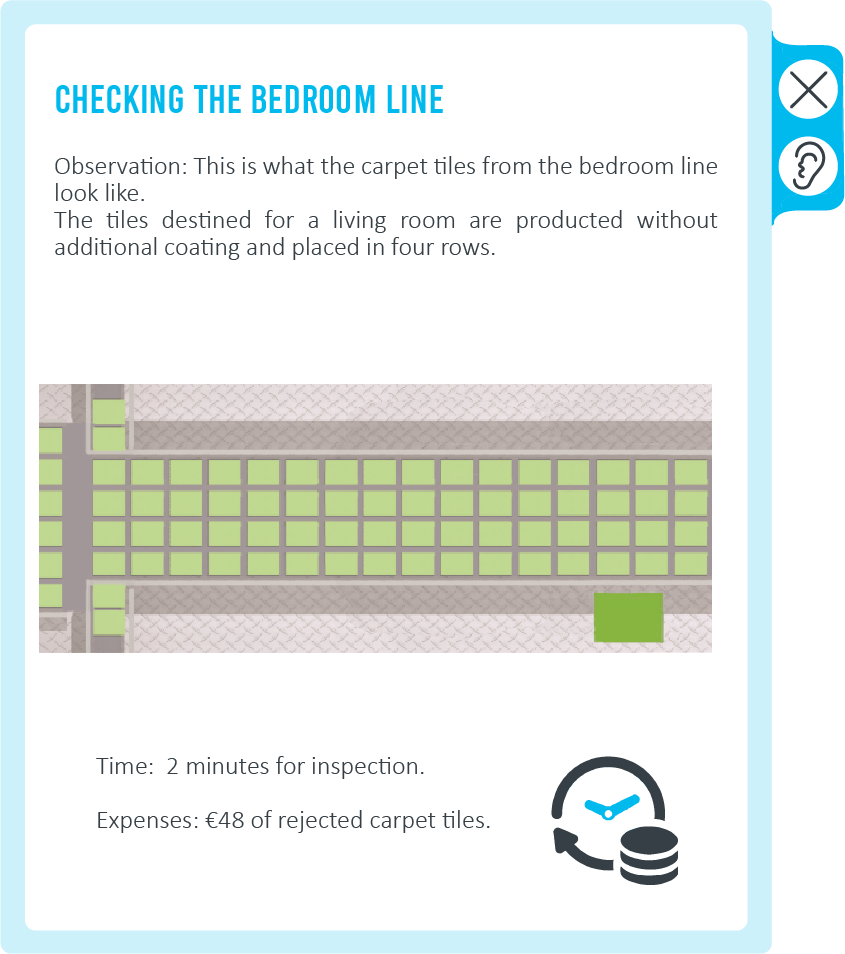 CHECKING THE BEDROOM LINE
Observation: This is what the carpet tiles from the bedroom line
look like.
The tiles destined for a living room are producted without
additional coating and placed in four rows.
Time: 2 minutes for inspection.
Expenses: €48 of rejected carpet tiles.